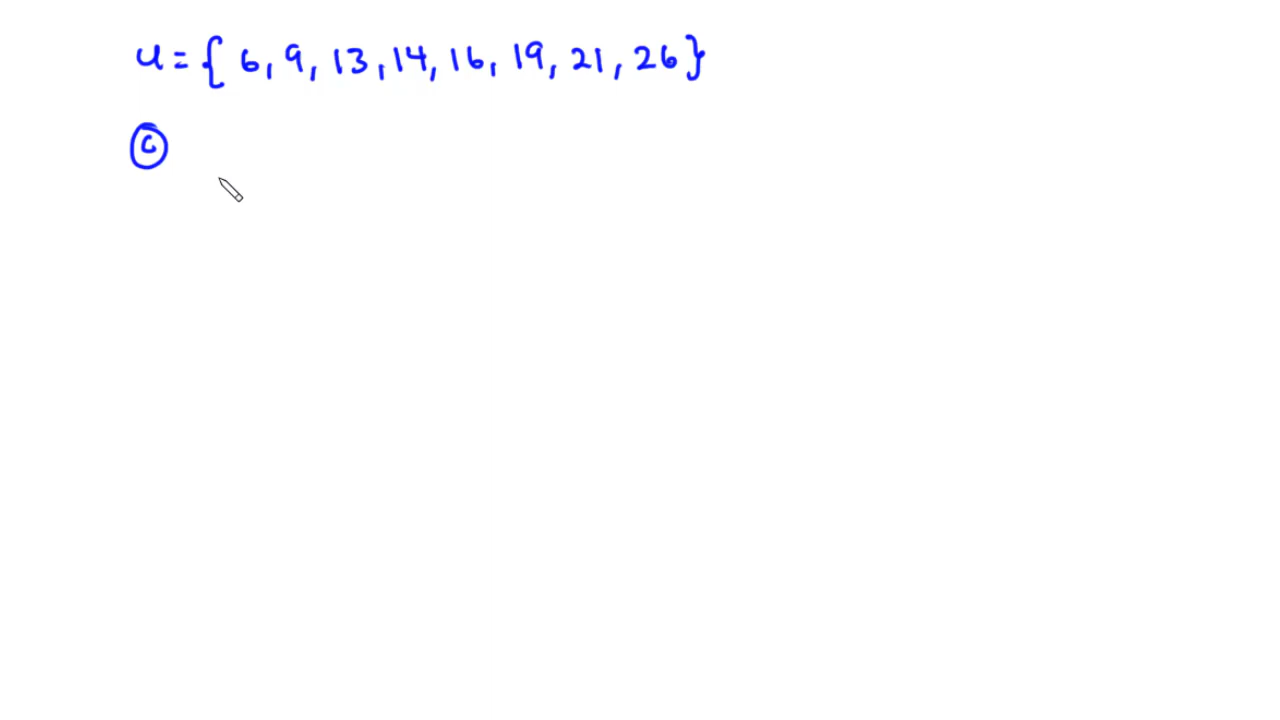 u = { 6, 9, 13, 14, 16, 19, 21, 26 }
c